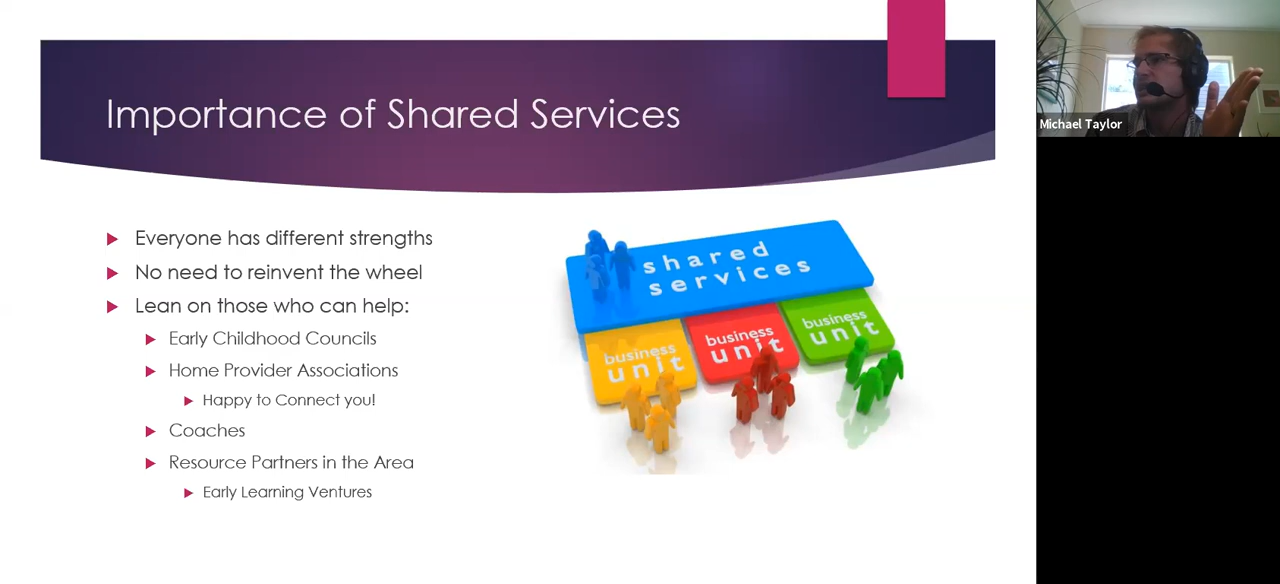 Importance of Shared Services
Everyone has different strengths
No need to reinvent the wheel
Lean on those who can help:
Early Childhood Councils
Home Provider Associations
Happy to Connect you!
Coaches
Resource Partners in the Area
Early Learning Ventures
shared
services
business
unit
business
unit
business
unit
Michael Taylor